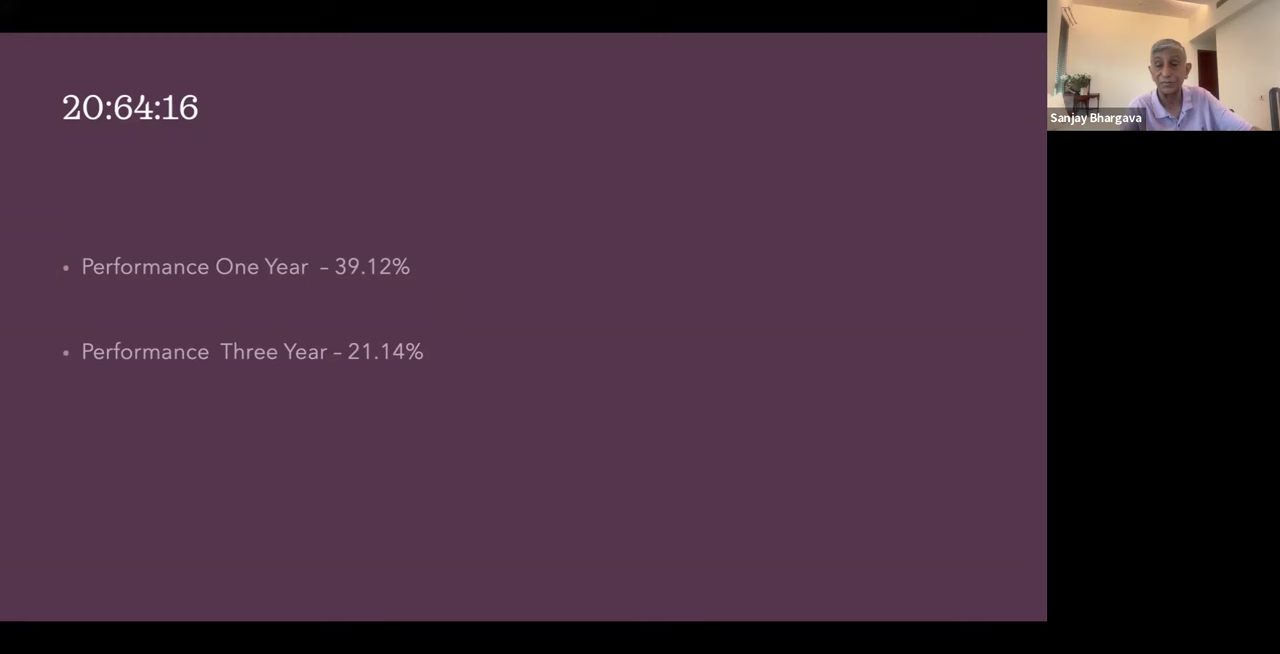 20:64:16
• Performance One Year – 39.12%
• Performance Three Year – 21.14%
Sanjay Bhargava